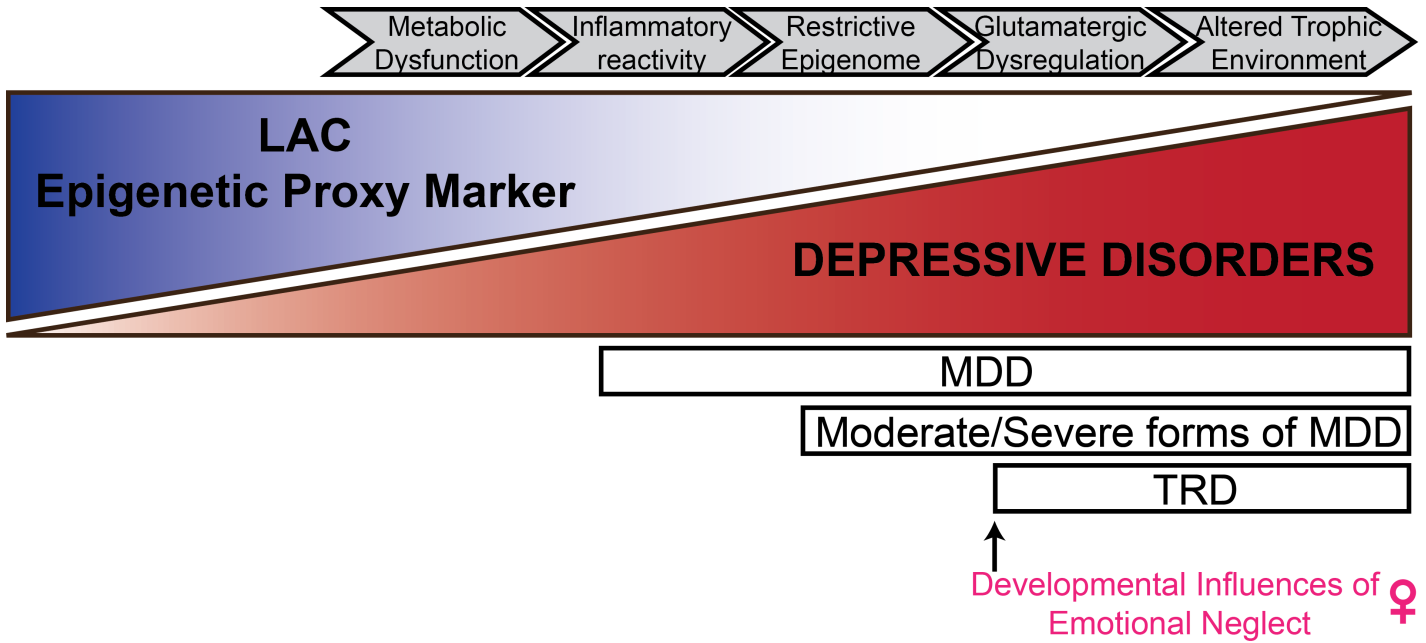 Metabolic
Dysfunction
Inflammatory
reactivity
Restrictive
Epigenome
Glutamatergic
Dysregulation
Altered Trophic
Environment
LAC
Epigenetic Proxy Marker
DEPRESSIVE DISORDERS
MDD
Moderate/Severe forms of MDD
TRD
Developmental Influences of
Emotional Neglect ♀